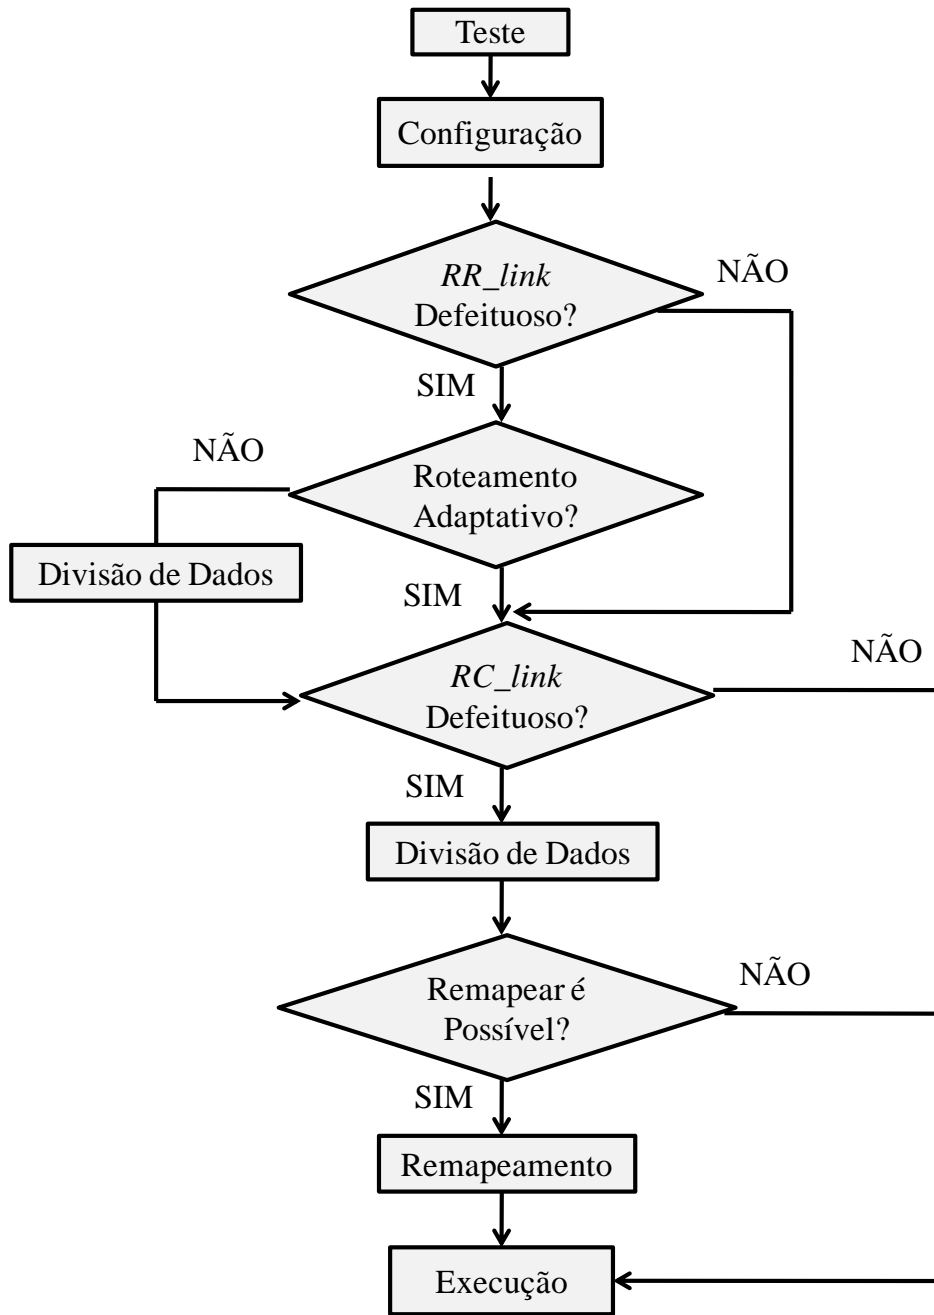 Teste
Configuração
RR_link
Defeituoso?
NÃO
SIM
NÃO
Roteamento
Adaptativo?
Divisão de Dados
SIM
RC_link
Defeituoso?
NÃO
SIM
Divisão de Dados
Remapear é
Possível?
NÃO
SIM
Remapeamento
Execução